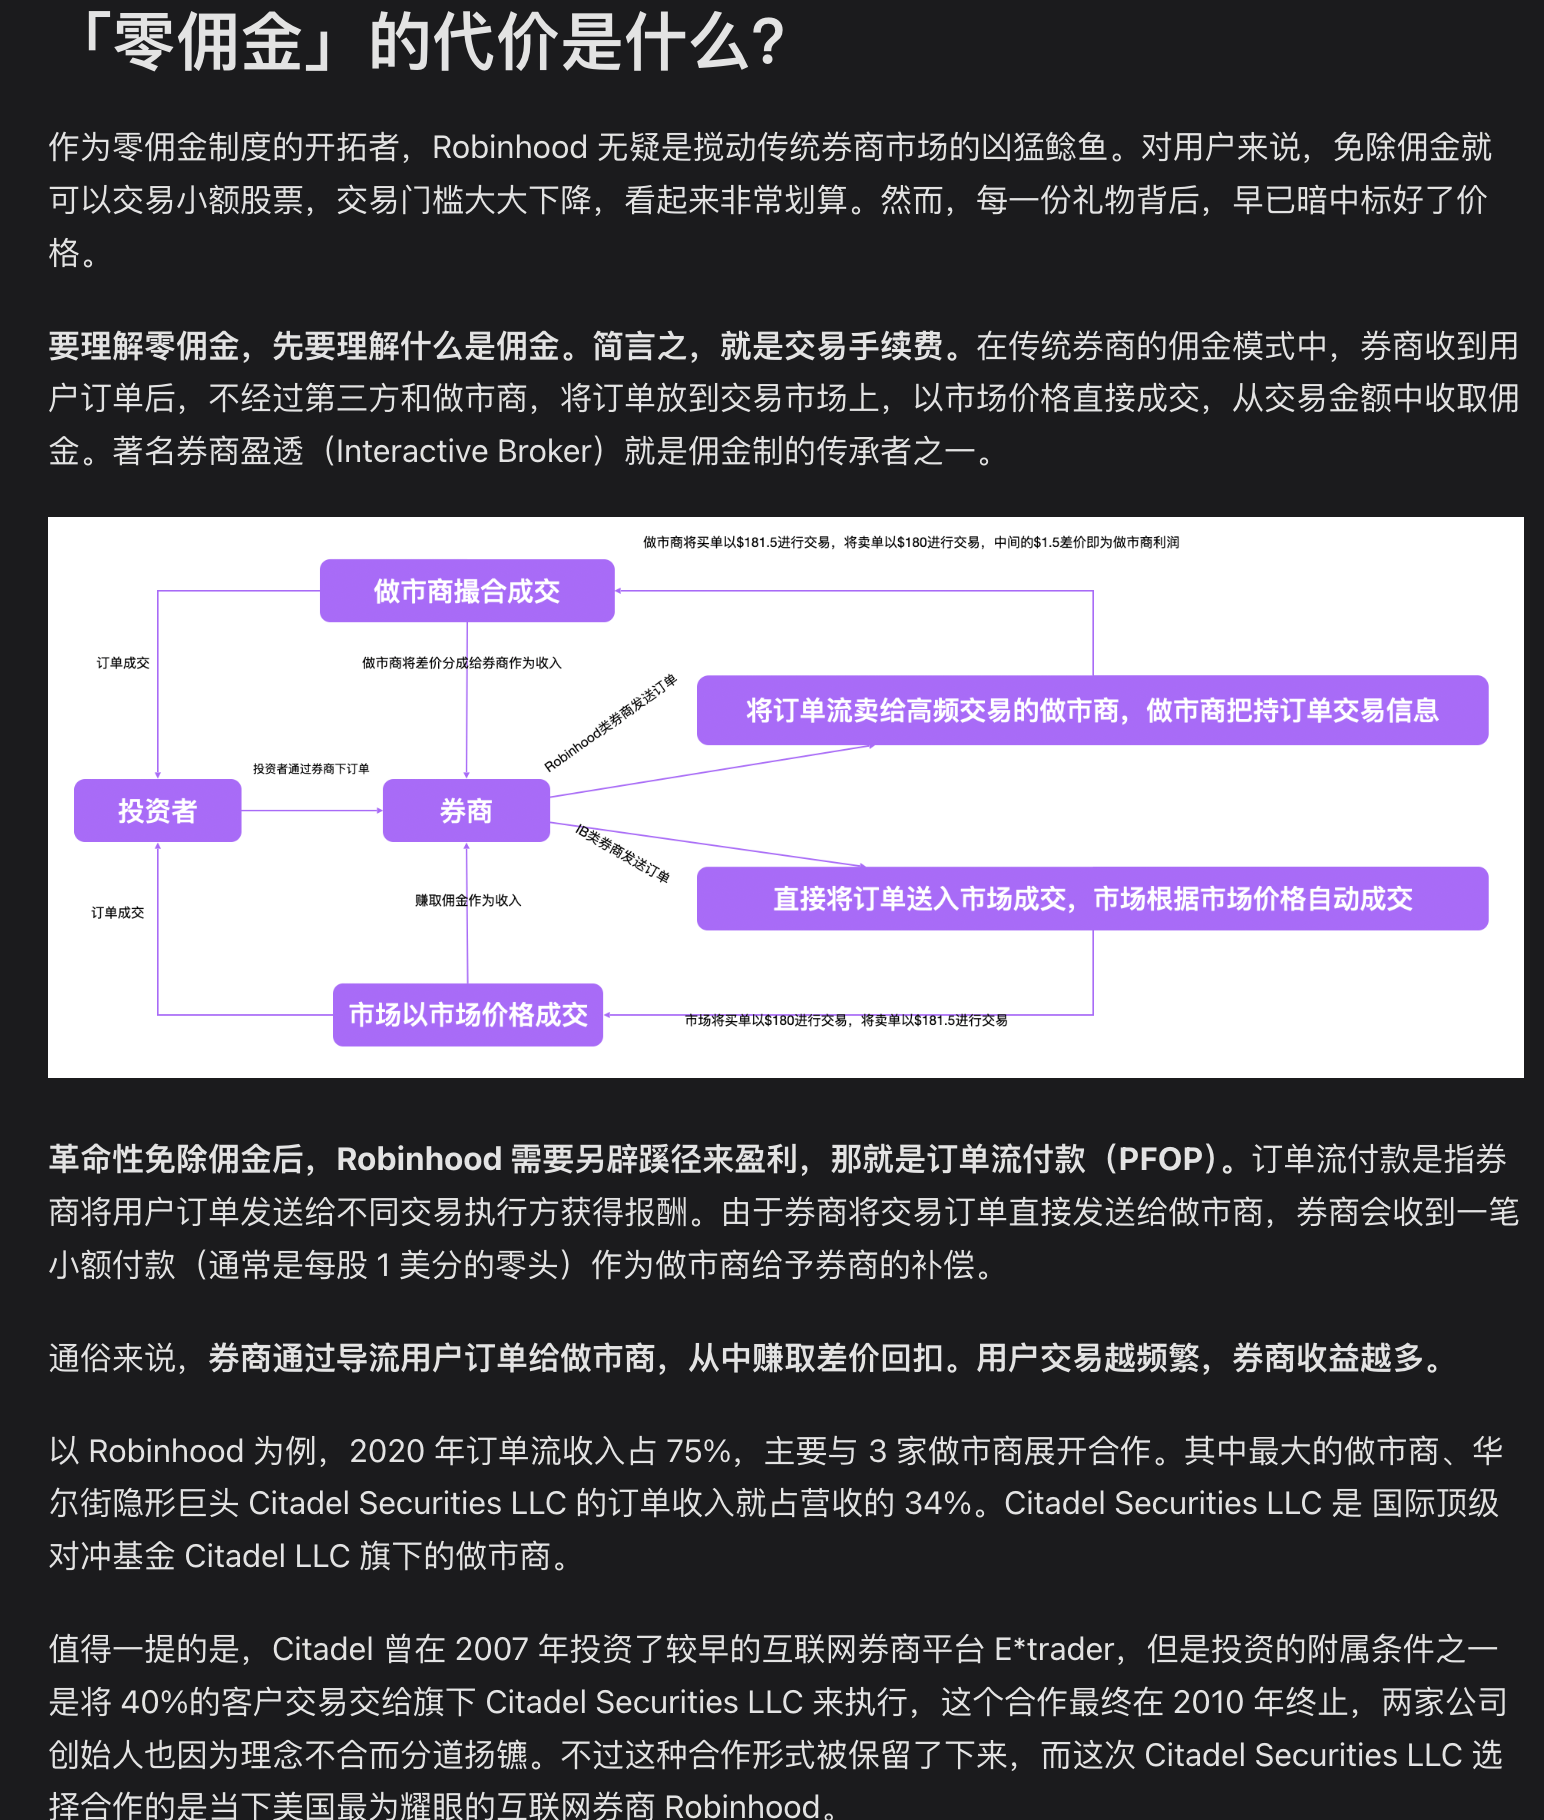 「零佣金」的代价是什么?
作为零佣金制度的开拓者，Robinhood 无疑是搅动传统券商市场的凶猛鲶鱼。对用户来说，免除佣金就
可以交易小额股票，交易门槛大大下降，看起来非常划算。然而，每一份礼物背后，早已暗中标好了价
格。
要理解零佣金，先要理解什么是佣金。简言之，就是交易手续费。在传统券商的佣金模式中，券商收到用
户订单后，不经过第三方和做市商，将订单放到交易市场上，以市场价格直接成交，从交易金额中收取佣
金。著名券商盈透（Interactive Broker）就是佣金制的传承者之一。
做市商将买单以$181.5进行交易，将卖单以$180进行交易，中间的$1.5差价即为做市商利润
做市商撮合成交
订单成交
做市商将差价分成给券商作为收入
Robinhood类券商发送订单
将订单流卖给高频交易的做市商，做市商把持订单交易信息
投资者通过券商下订单
投资者
券商
IB类券商发送订单
直接将订单送入市场成交，市场根据市场价格自动成交
赚取佣金作为收入
订单成交
市场以市场价格成交
市场将买单以$180进行交易，将卖单以$181.5进行交易
革命性免除佣金后，Robinhood 需要另辟蹊径来盈利，那就是订单流付款（PFOP）。订单流付款是指券
商将用户订单发送给不同交易执行方获得报酬。由于券商将交易订单直接发送给做市商，券商会收到一笔
小额付款（通常是每股 1 美分的零头）作为做市商给予券商的补偿。
通俗来说，券商通过导流用户订单给做市商，从中赚取差价回扣。用户交易越频繁，券商收益越多。
以 Robinhood 为例，2020 年订单流收入占 75%，主要与 3 家做市商展开合作。其中最大的做市商、华
尔街隐形巨头 Citadel Securities LLC 的订单收入就占营收的 34%。Citadel Securities LLC 是 国际顶级
对冲基金 Citadel LLC 旗下的做市商。
值得一提的是，Citadel 曾在 2007 年投资了较早的互联网券商平台 E*trader，但是投资的附属条件之一
是将 40%的客户交易交给旗下 Citadel Securities LLC 来执行，这个合作最终在 2010 年终止，两家公司
创始人也因为理念不合而分道扬镳。不过这种合作形式被保留了下来，而这次 Citadel Securities LLC 选
择合作的是当下美国最为耀眼的互联网券商 Robinhood。